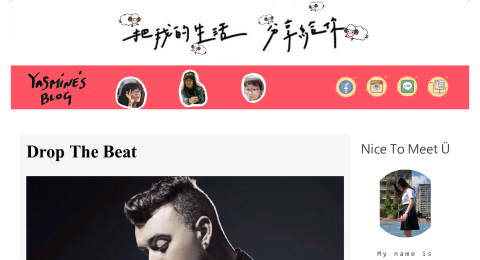 把我的生活 分享給你
YASMINE'S
BLOG
Drop The Beat
Nice To Meet Ü
My name is